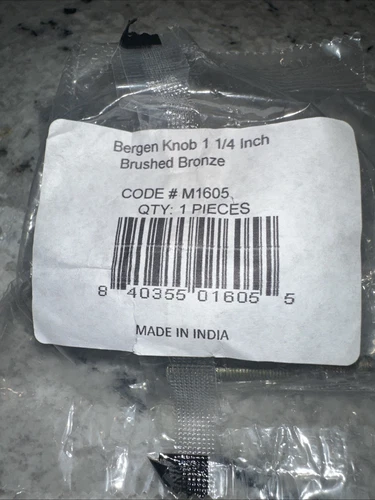 Bergen Knob 1 1/4 Inch
Brushed Bronze
CODE # M1605
QTY: 1 PIECES
8 40355 01605 5
MADE IN INDIA